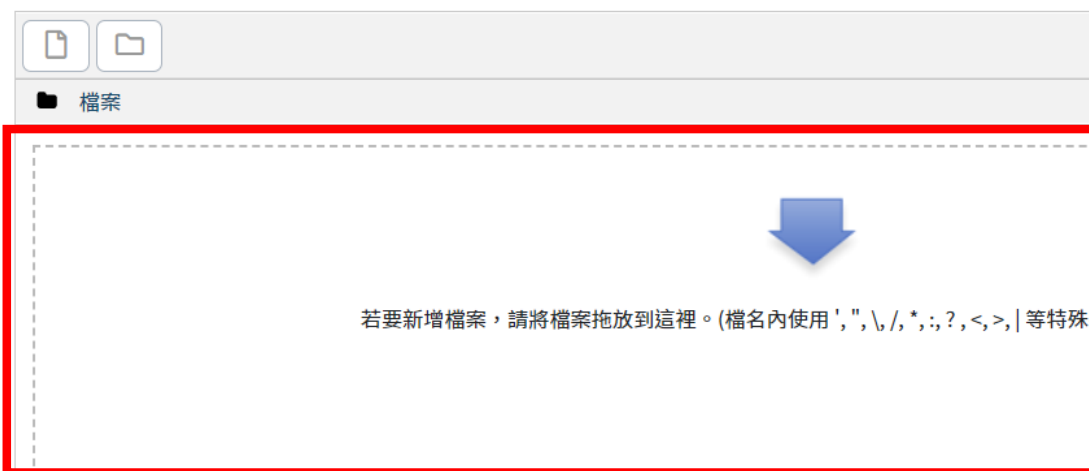 檔案
若要新增檔案，請將檔案拖放到這裡。(檔名內使用 ', ", \, /, *, :, ? , <, >, | 等特殊